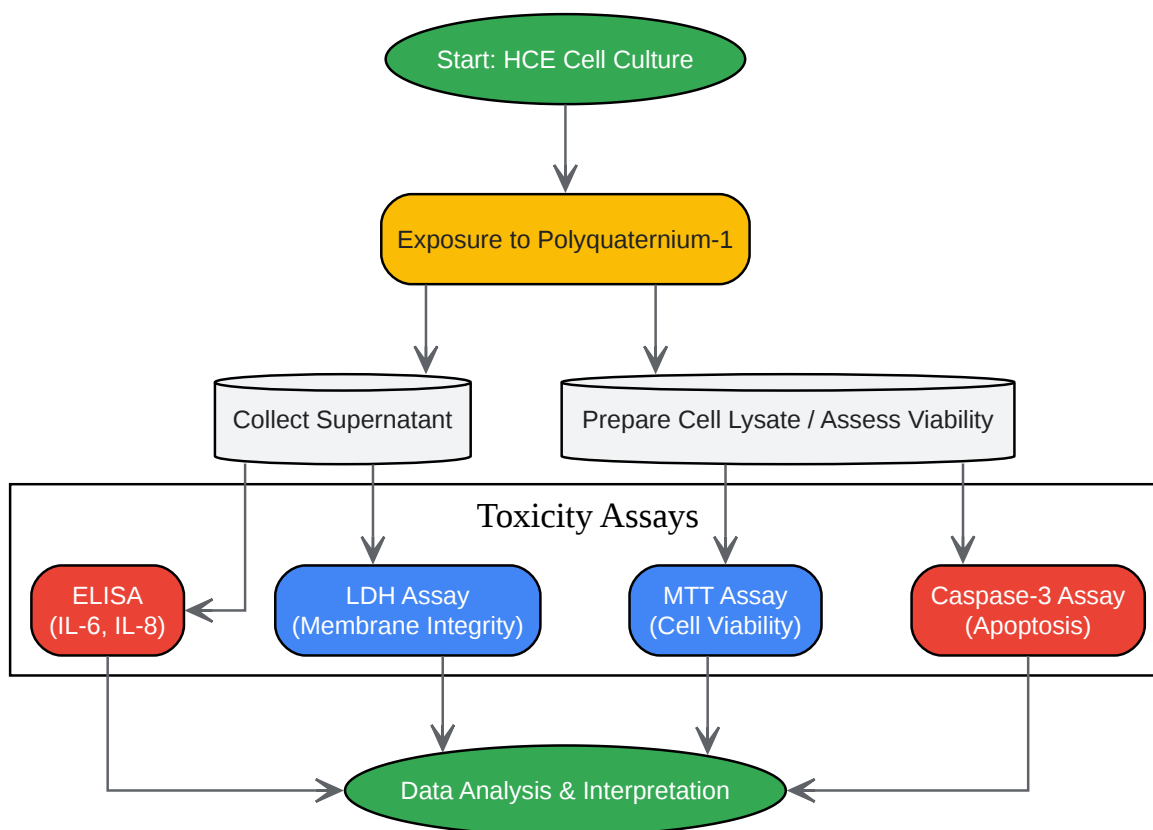 Start: HCE Cell Culture
Exposure to Polyquaternium-1
Collect Supernatant
Prepare Cell Lysate / Assess Viability
Toxicity Assays
ELISA
(IL-6, IL-8)
LDH Assay
(Membrane Integrity)
MTT Assay
(Cell Viability)
Caspase-3 Assay
(Apoptosis)
Data Analysis & Interpretation